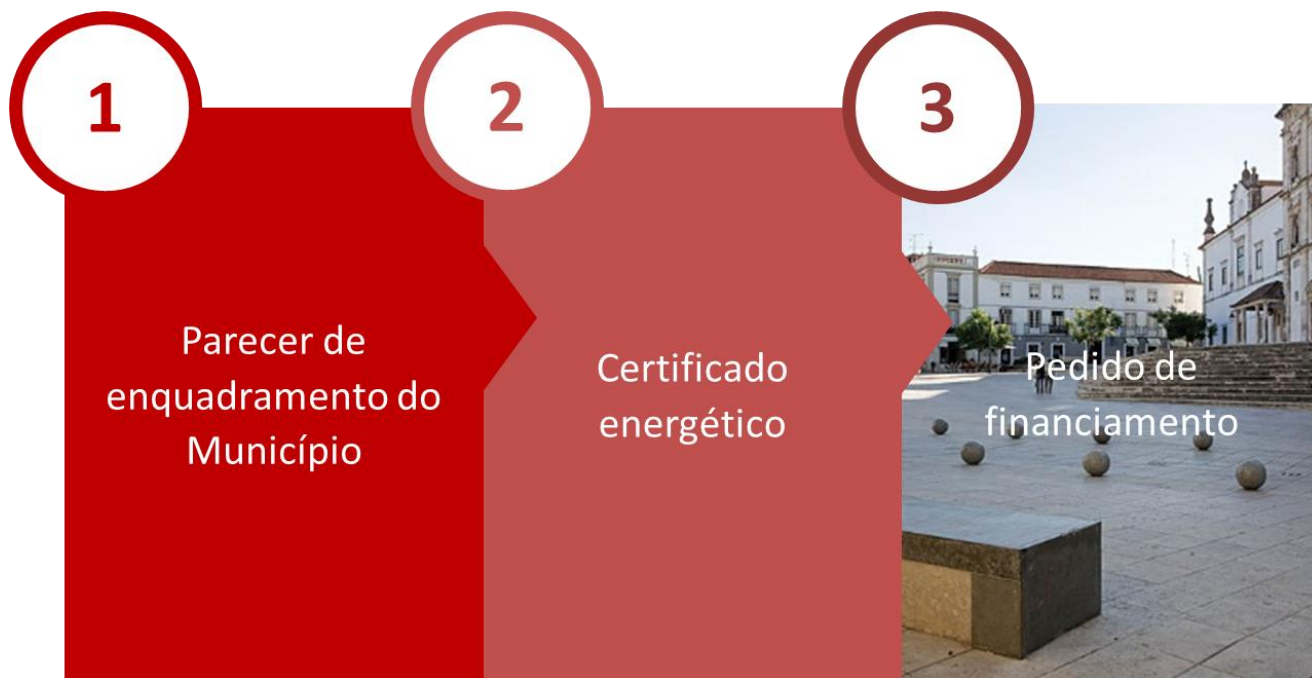 1
2
3
Parecer de
enquadramento do
Município
Certificado
energético
Pedido de
financiamento